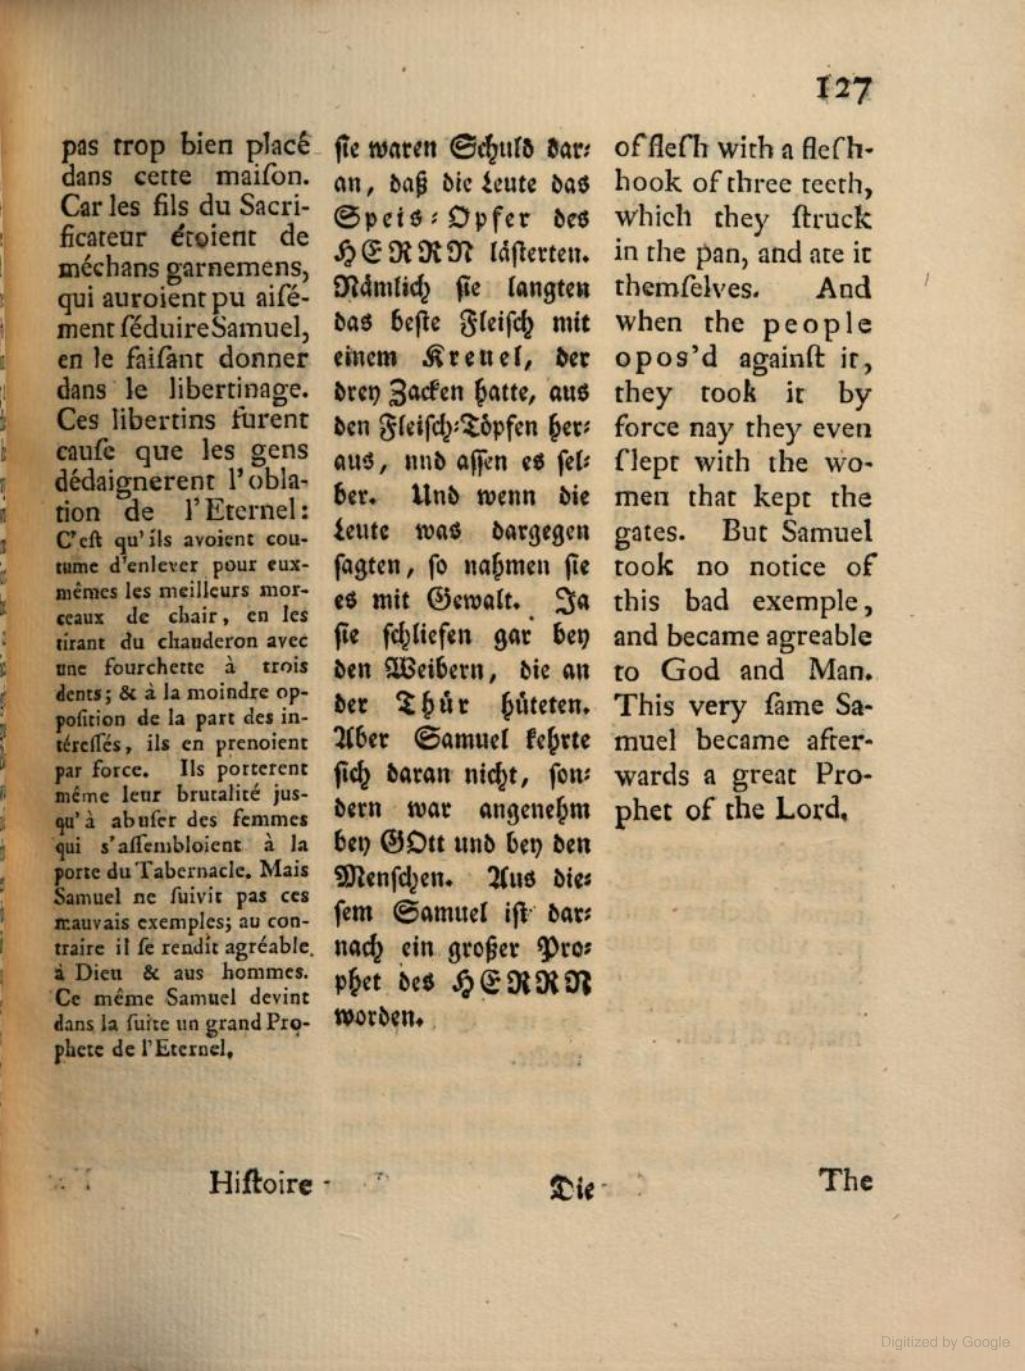 127
pas trop bien placé
dans cette maiſon.
Car les fils du Sacri-
ficateur étoient de
méchans garnemens,
qui auroient pu aiſé-
ment ſéduire Samuel,
en le faiſant donner
dans le libertinage.
Ces libertins furent
cauſe que les gens
dédaignerent l'obla-
tion de l'Eternel:
C'eſt qu'ils avoient cou-
tume d'enlever pour eux-
mêmes les meilleurs mor-
ceaux de chair, en les
tirant du chauderon avec
une fourchette à trois
dents; & à la moindre op-
poſition de la part des in-
téreſſés, ils en prenoient
par force. Ils porterent
même leur brutalité jus-
qu'à abuſer des femmes
qui s'aſſembloient à la
porte du Tabernacle. Mais
Samuel ne ſuivit pas ces
mauvais exemples; au con-
traire il ſe rendit agréable
à Dieu & aus hommes.
Ce même Samuel devint
dans la ſuite un grand Pro-
phete de l'Eternel.
Hiſtoire
ſie waren Schuld dar⸗
an, daß die Leute das
Speis⸗Opfer des
HERRN läſterten.
Nämlich ſie langten
das beſte Fleiſch mit
einem Kreuel, der
drey Zacken hatte, aus
den Fleiſch⸗Töpfen her⸗
aus, und aſſen es ſel⸗
ber. Und wenn die
Leute was dargegen
ſagten, ſo nahmen ſie
es mit Gewalt. Ja
ſie ſchliefen gar bey
den Weibern, die an
der Thür hüteten.
Aber Samuel kehrte
ſich daran nicht, ſon⸗
dern war angenehm
bey GOtt und bey den
Menſchen. Aus die⸗
ſem Samuel iſt dar⸗
nach ein großer Pro⸗
phet des HERRN
worden.
Die
of fleſh with a fleſh-
hook of three teeth,
which they ſtruck
in the pan, and ate it
themſelves. And
when the people
opos'd againſt it,
they took it by
force nay they even
ſlept with the wo-
men that kept the
gates. But Samuel
took no notice of
this bad exemple,
and became agreable
to God and Man.
This very ſame Sa-
muel became after-
wards a great Pro-
phet of the Lord.
The
Digitized by Google